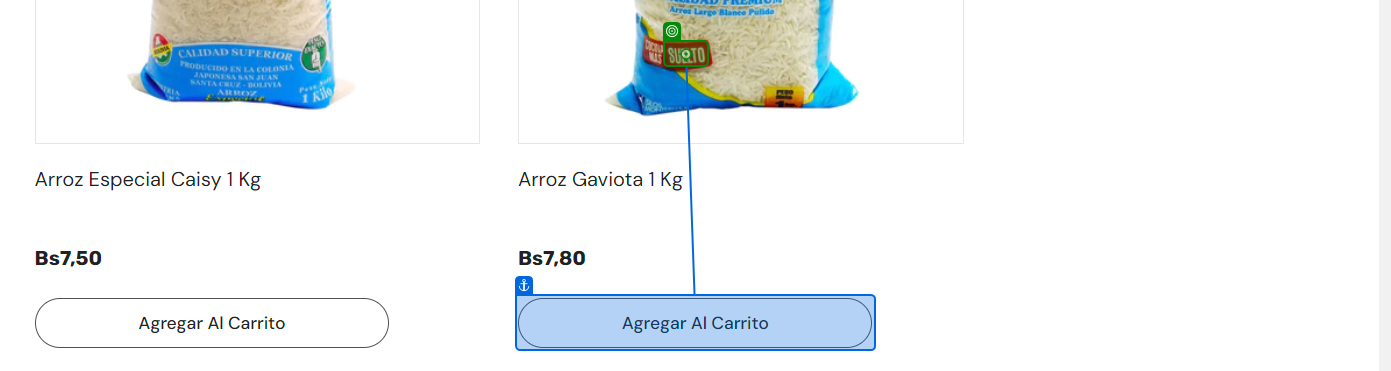 CALIDAD SUPERIOR
PRODUCIDO EN LA COLONIA
JAPONESA SAN JUAN
SANTA CRUZ - BOLIVIA
ARROZ
1 Kilo
CALIDAD PREMIUM
Arroz Largo Blanco Pulido
SUELTO
PESO
Arroz Especial Caisy 1 Kg
Arroz Gaviota 1 Kg
Bs7,50
Bs7,80
Agregar Al Carrito
Agregar Al Carrito